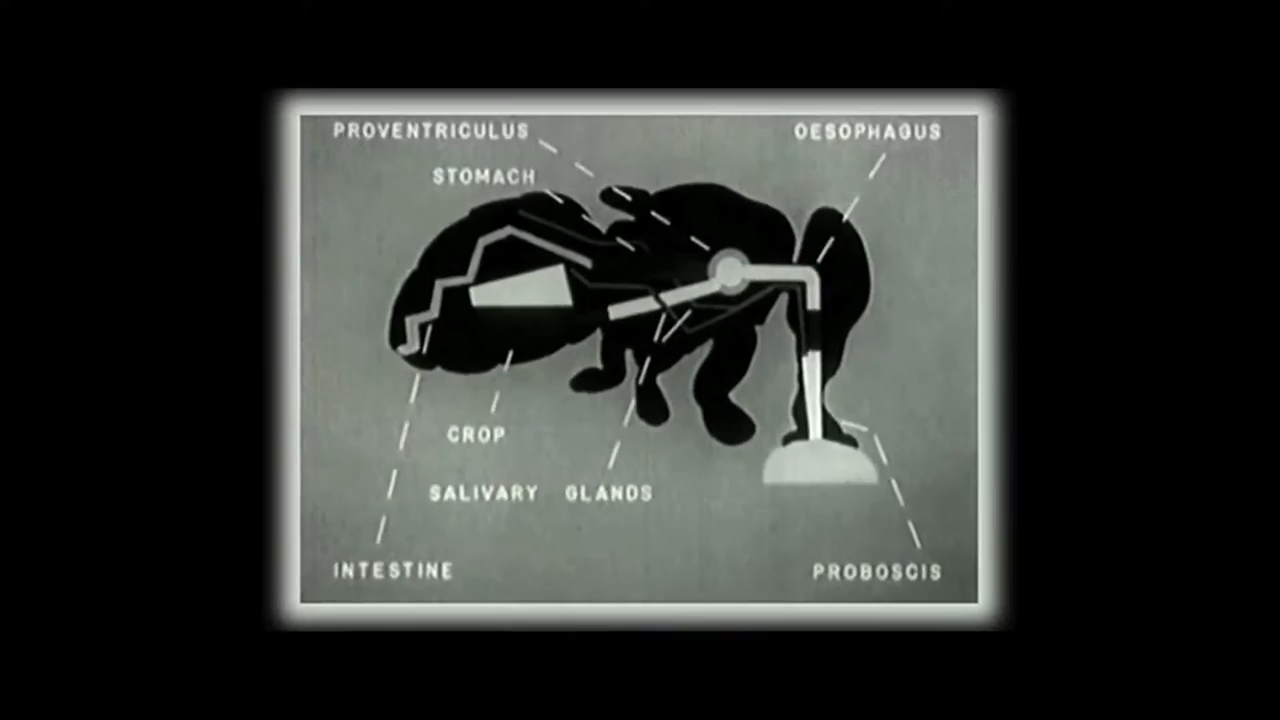 PROVENTRICULUS
OESOPHAGUS
STOMACH
CROP
SALIVARY GLANDS
INTESTINE
PROBOSCIS